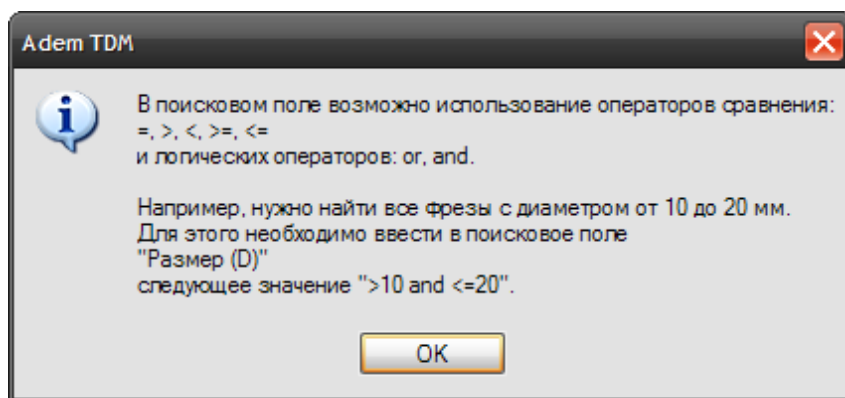 Adem TDM
В поисковом поле возможно использование операторов сравнения:
=, >, <, >=, <=
и логических операторов: or, and.
Например, нужно найти все фрезы с диаметром от 10 до 20 мм.
Для этого необходимо ввести в поисковое поле
"Размер (D)"
следующее значение ">10 and <=20".
OK